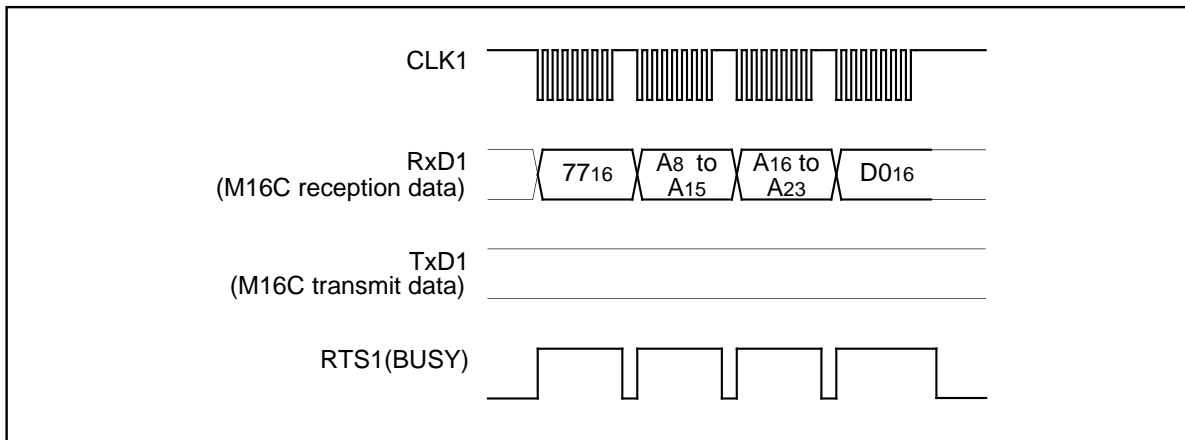 CLK1
RxD1
(M16C reception data)
7716
A8 to
A15
A16 to
A23
D016
TxD1
(M16C transmit data)
RTS1(BUSY)